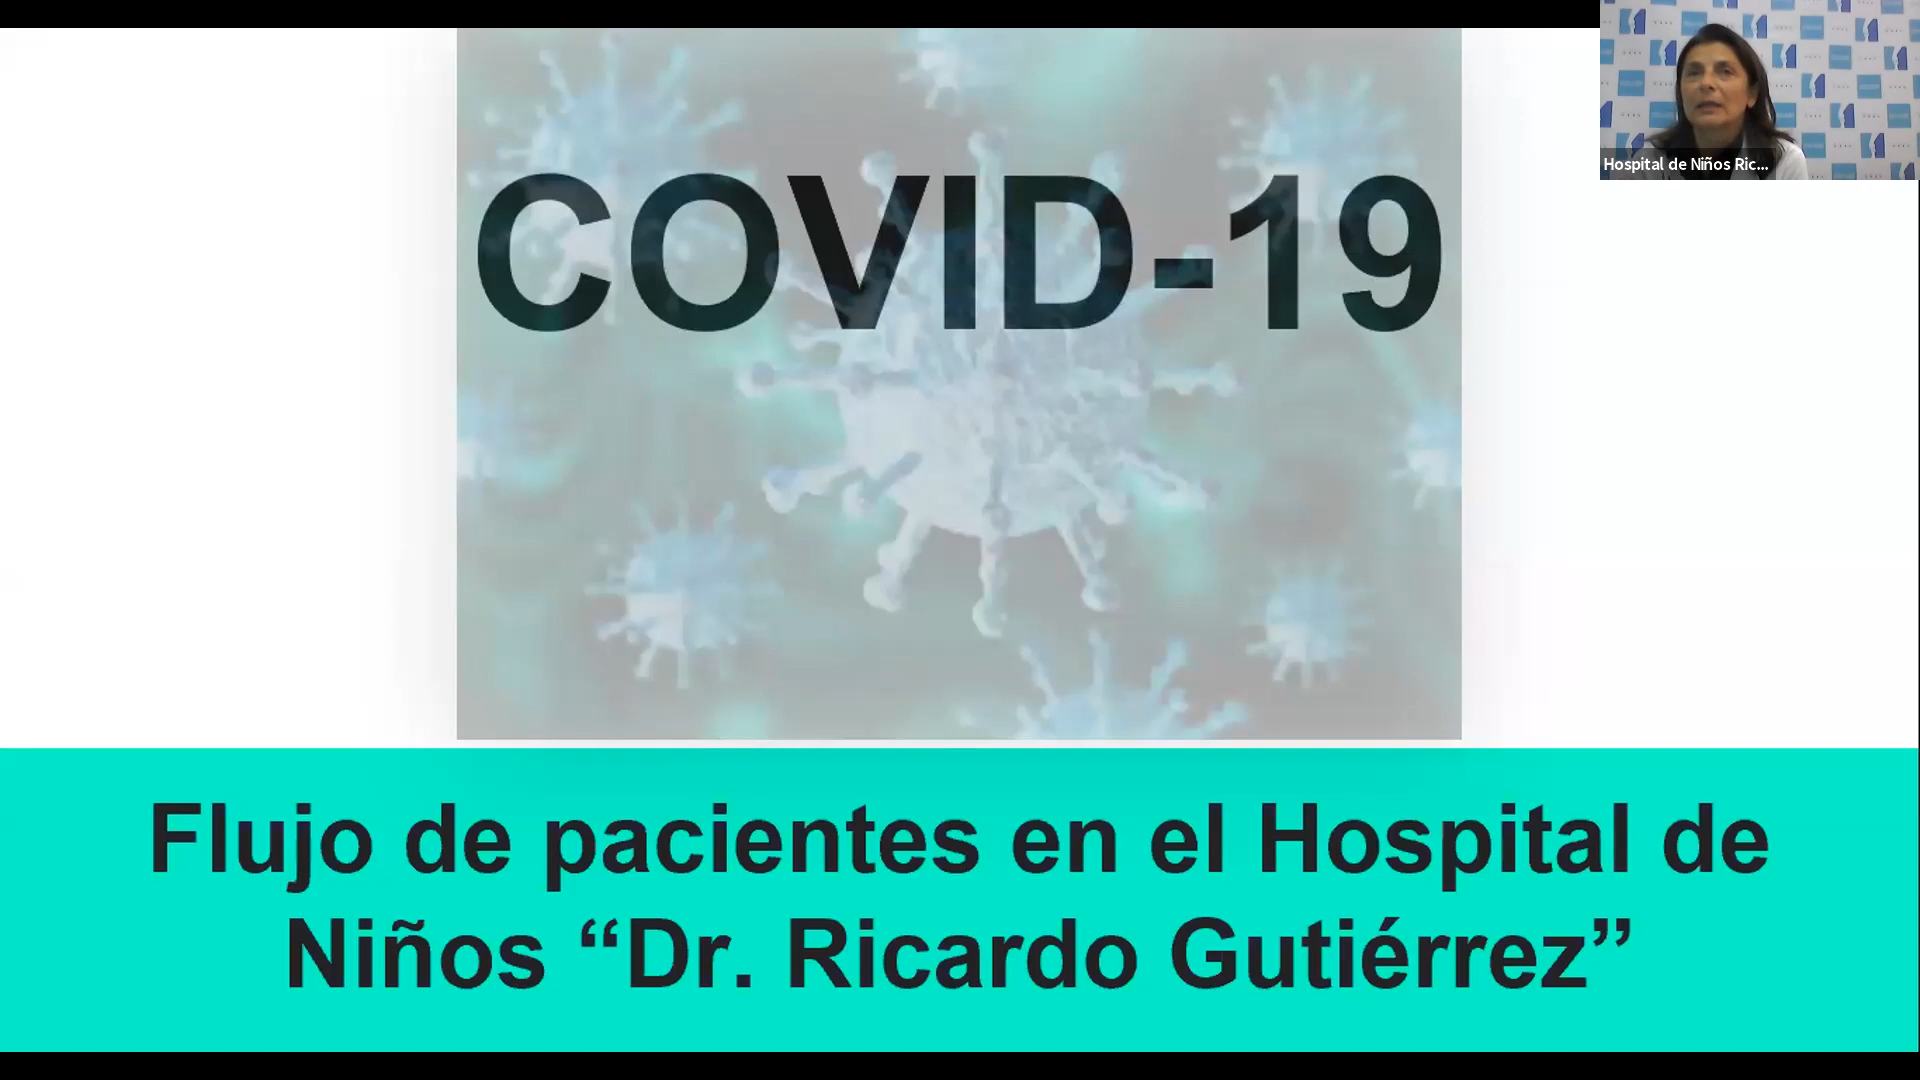 COVID-19
Hospital de Niños Ric...
Flujo de pacientes en el Hospital de
Niños “Dr. Ricardo Gutiérrez”